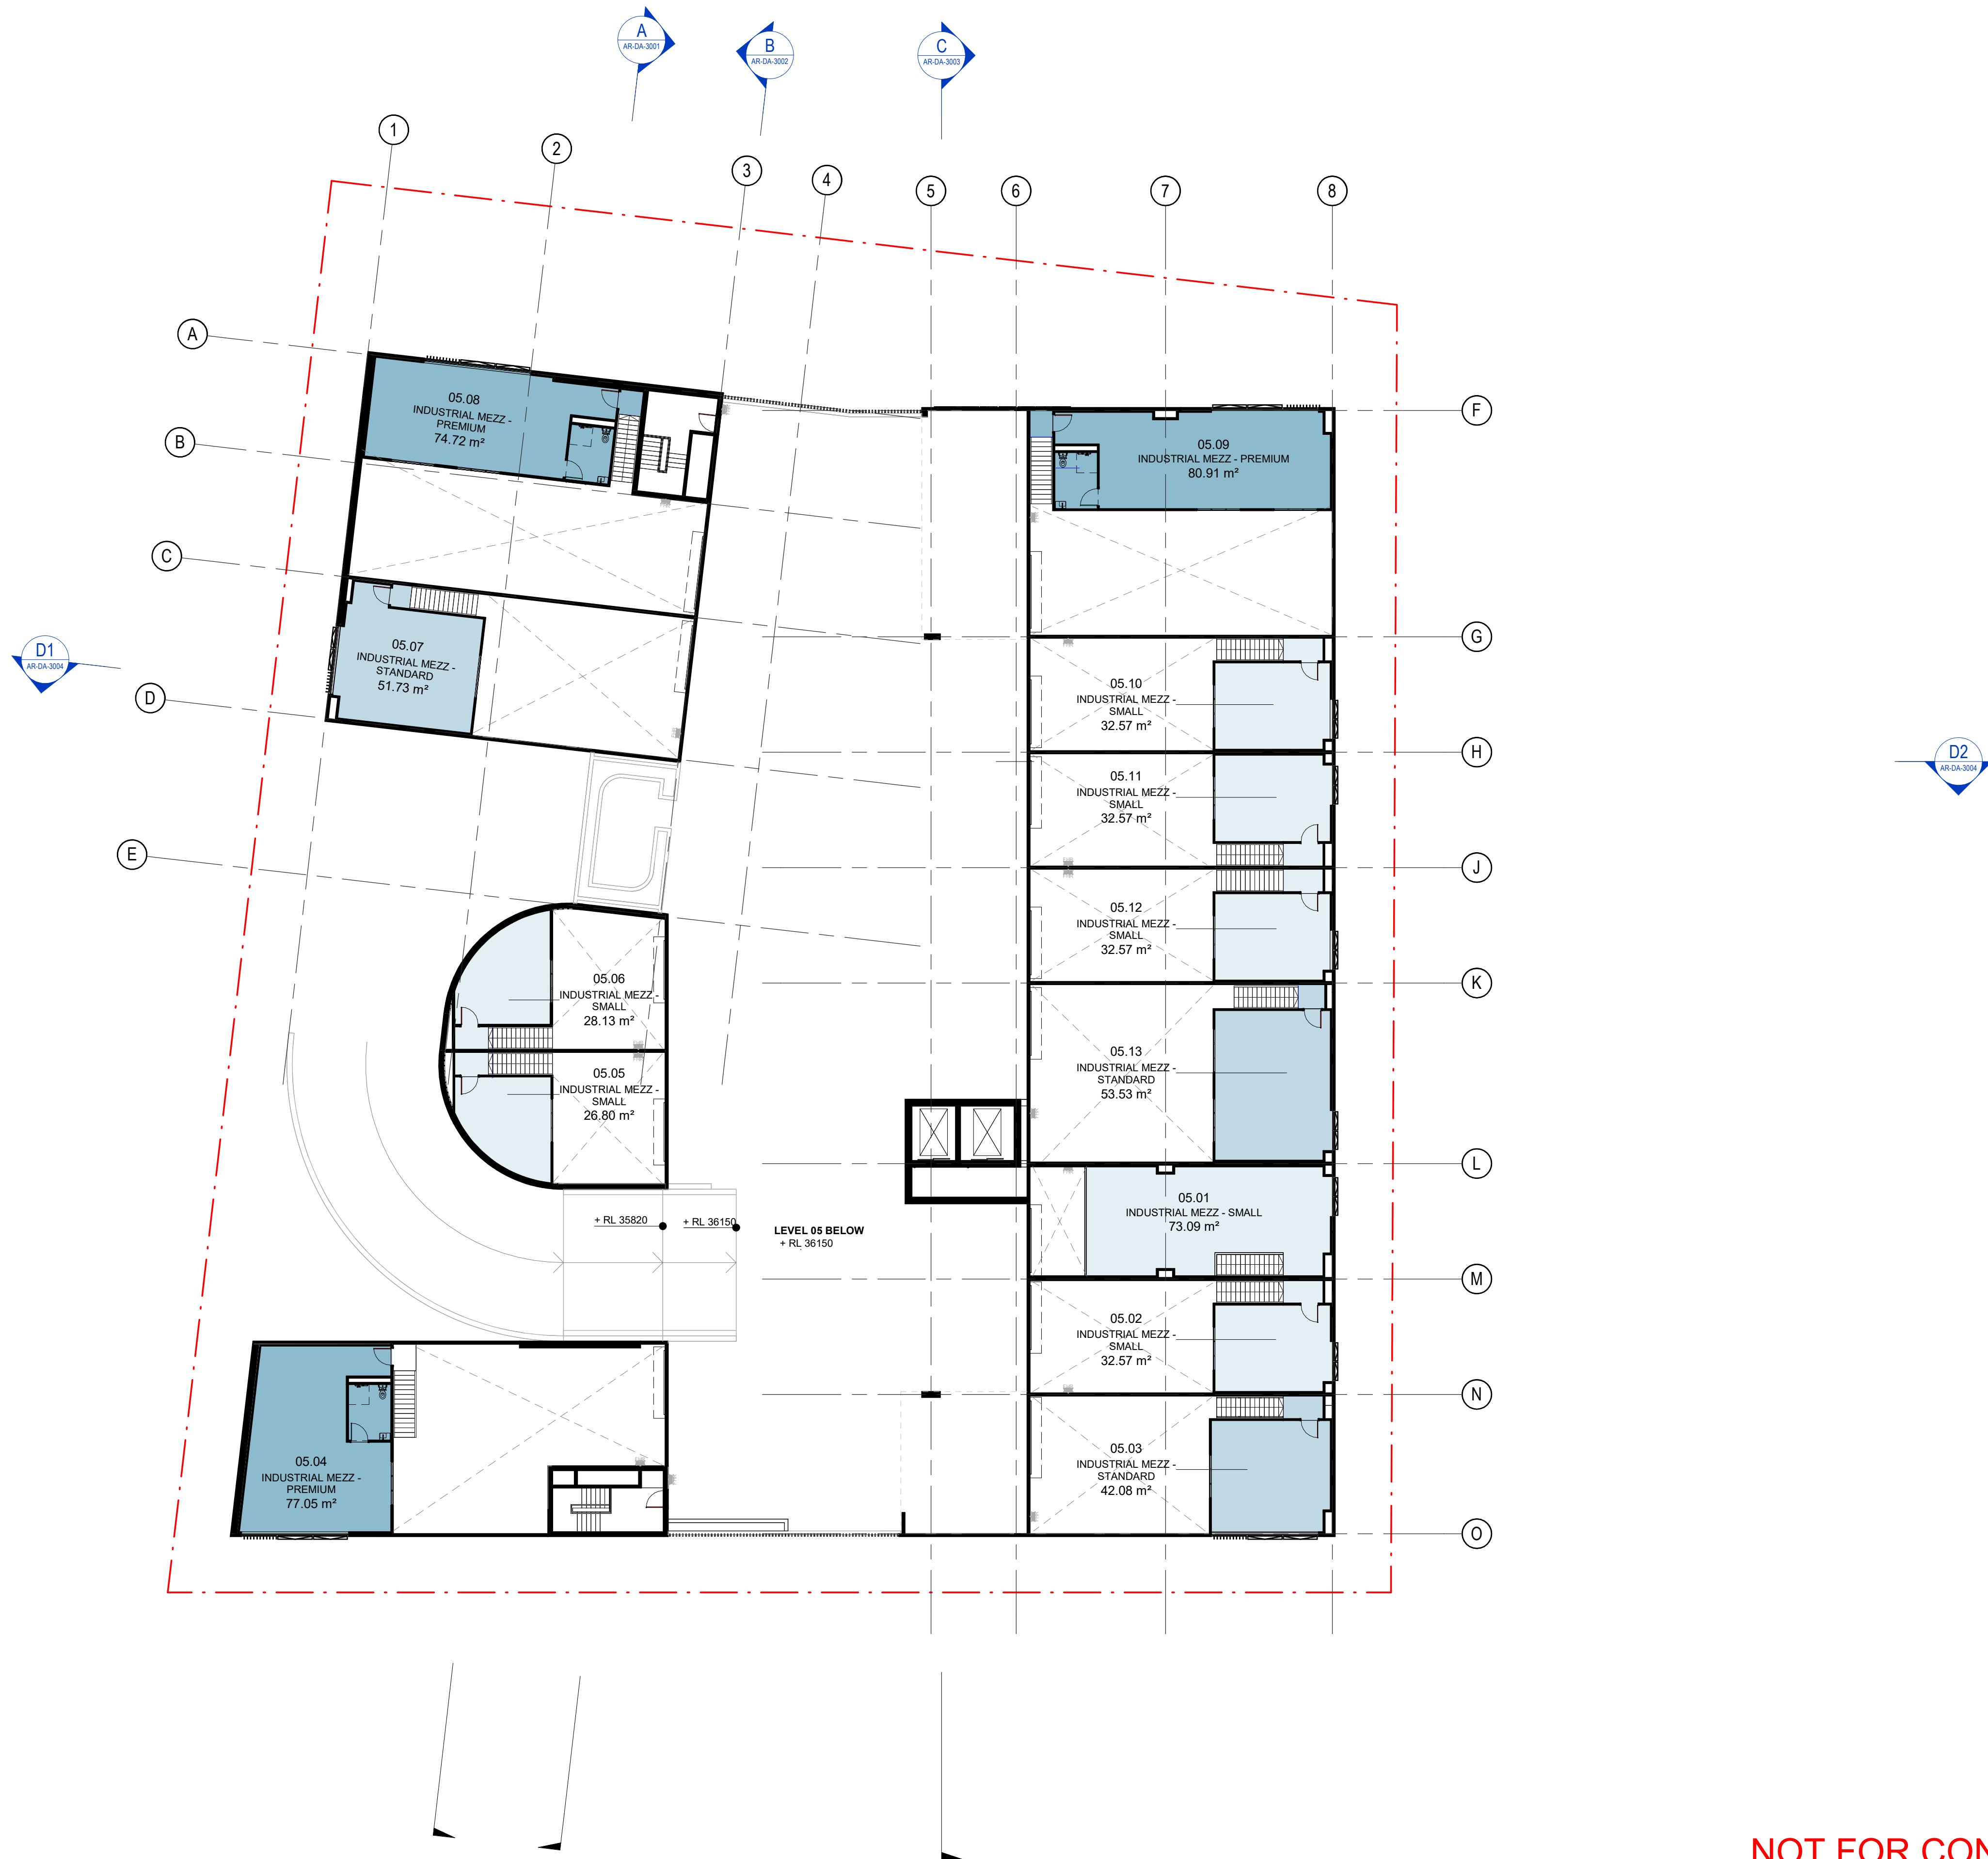 A
AR-DA-3001
B
AR-DA-3002
C
AR-DA-3003
1
2
3
4
5
6
7
8
A
B
C
D
E
F
G
H
J
K
L
M
N
O
D1
AR-DA-3004
D2
AR-DA-3004
05.08
INDUSTRIAL MEZZ -
PREMIUM
74.72 m²
05.09
INDUSTRIAL MEZZ - PREMIUM
80.91 m²
05.07
INDUSTRIAL MEZZ -
STANDARD
51.73 m²
05.10
INDUSTRIAL MEZZ -
SMALL
32.57 m²
05.11
INDUSTRIAL MEZZ -
SMALL
32.57 m²
05.12
INDUSTRIAL MEZZ -
SMALL
32.57 m²
05.06
INDUSTRIAL MEZZ -
SMALL
28.13 m²
05.05
INDUSTRIAL MEZZ -
SMALL
26.80 m²
05.13
INDUSTRIAL MEZZ -
STANDARD
53.53 m²
05.01
INDUSTRIAL MEZZ - SMALL
73.09 m²
+ RL 35820
+ RL 36150
LEVEL 05 BELOW
+ RL 36150
05.02
INDUSTRIAL MEZZ -
SMALL
32.57 m²
05.03
INDUSTRIAL MEZZ -
STANDARD
42.08 m²
05.04
INDUSTRIAL MEZZ -
PREMIUM
77.05 m²
NOT FOR CON